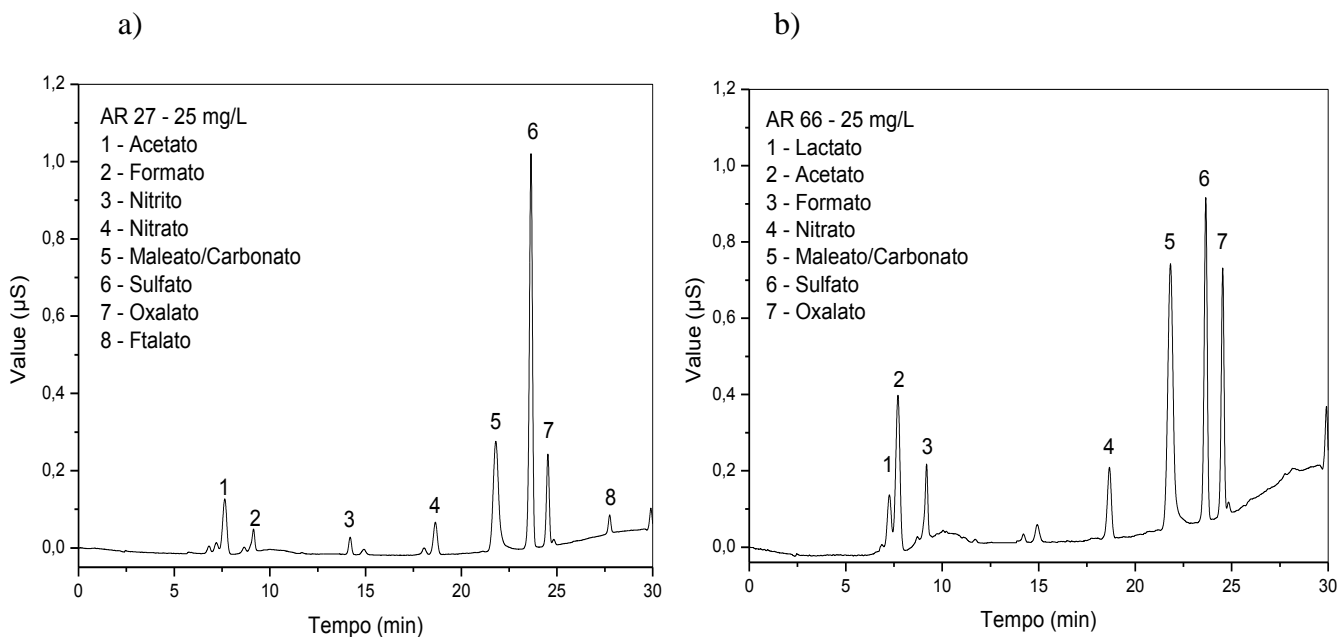 a)
1,2
1,0
0,8
0,6
0,4
0,2
0,0
Value (µS)
AR 27 - 25 mg/L
1 - Acetato
2 - Formato
3 - Nitrito
4 - Nitrato
5 - Maleato/Carbonato
6 - Sulfato
7 - Oxalato
8 - Ftalato
1
2
3
4
5
6
7
8
0 5 10 15 20 25 30
Tempo (min)
b)
1,2
1,0
0,8
0,6
0,4
0,2
0,0
Value (µS)
AR 66 - 25 mg/L
1 - Lactato
2 - Acetato
3 - Formato
4 - Nitrato
5 - Maleato/Carbonato
6 - Sulfato
7 - Oxalato
1
2
3
4
5
6
7
0 5 10 15 20 25 30
Tempo (min)